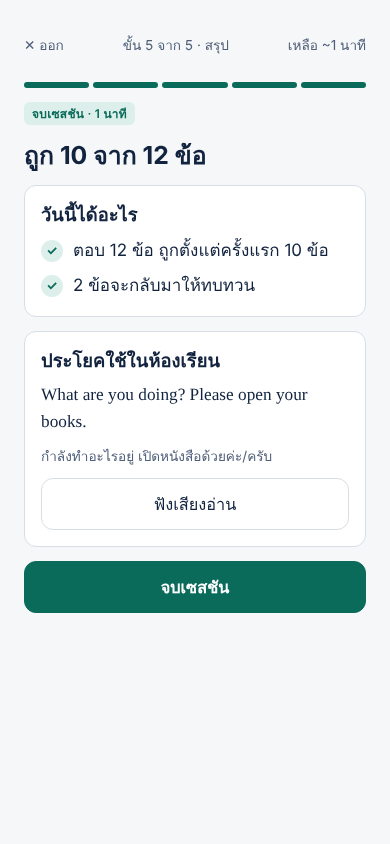 ✕ ออก
ขั้น 5 จาก 5 · สรุป
เหลือ ~1 นาที
จบเซสชัน · 1 นาที
ถูก 10 จาก 12 ข้อ
วันนี้ได้อะไร
ตอบ 12 ข้อ ถูกตั้งแต่ครั้งแรก 10 ข้อ
2 ข้อจะกลับมาให้ทบทวน
ประโยคใช้ในห้องเรียน
What are you doing? Please open your
books.
กำลังทำอะไรอยู่ เปิดหนังสือด้วยค่ะ/ครับ
ฟังเสียงอ่าน
จบเซสชัน